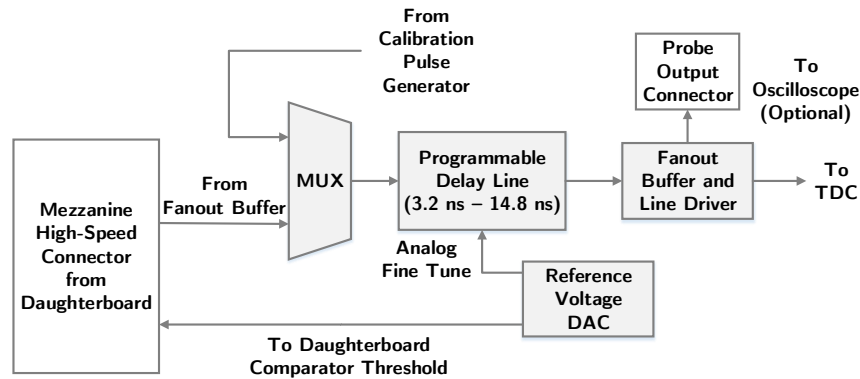 From
Calibration
Pulse
Generator
Probe
Output
Connector
To
Oscilloscope
(Optional)
Mezzanine
High-Speed
Connector
from
Daughterboard
From
Fanout Buffer
MUX
Programmable
Delay Line
(3.2 ns – 14.8 ns)
Fanout
Buffer and
Line Driver
To
TDC
Analog
Fine Tune
Reference
Voltage
DAC
To Daughterboard
Comparator Threshold